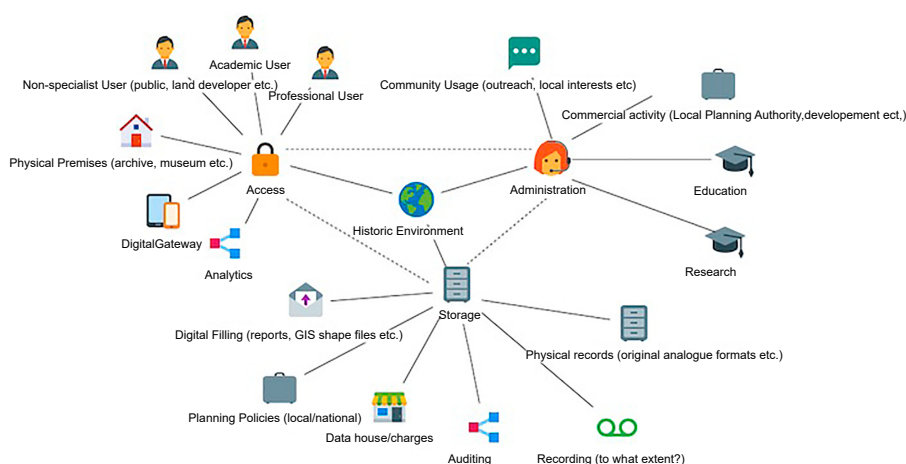 Academic User
Non-specialist User (public, land developer etc.)
Professional User
Community Usage (outreach, local interests etc)
Commercial activity (Local Planning Authority,developement ect,)
Physical Premises (archive, museum etc.)
Access
Administration
Education
DigitalGateway
Historic Environment
Analytics
Research
Storage
Digital Filling (reports, GIS shape files etc.)
Physical records (original analogue formats etc.)
Planning Policies (local/national)
Data house/charges
Auditing
Recording (to what extent?)